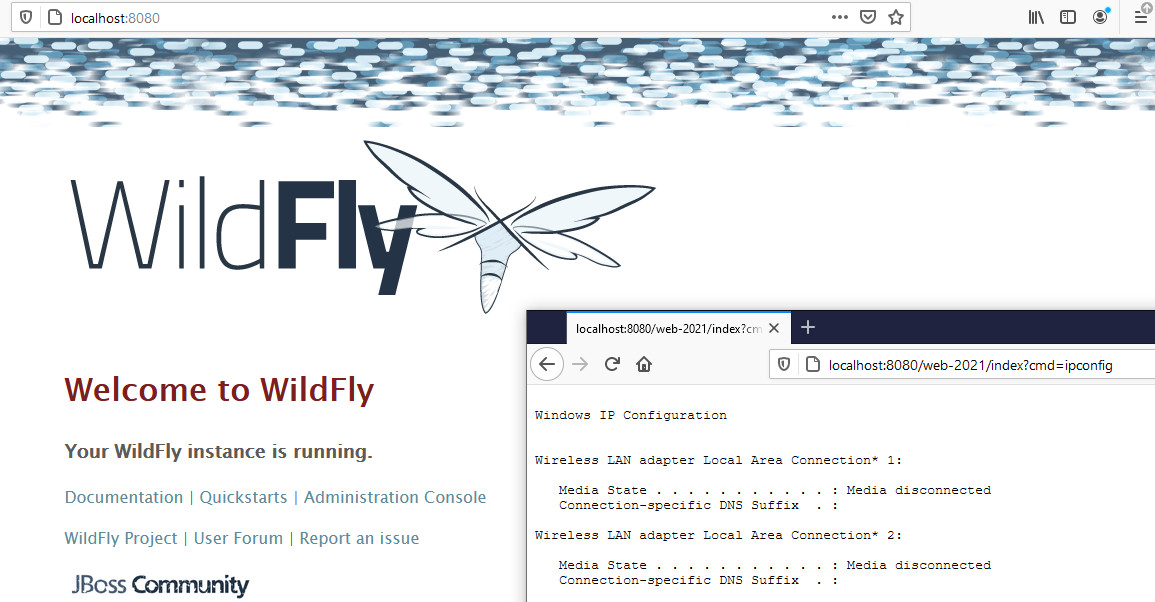 localhost:8080
WildFly
Welcome to WildFly
Your WildFly instance is running.
Documentation | Quickstarts | Administration Console
WildFly Project | User Forum | Report an issue
JBoss Community
localhost:8080/web-2021/index?cm
localhost:8080/web-2021/index?cmd=ipconfig
Windows IP Configuration
Wireless LAN adapter Local Area Connection* 1:
Media State . . . . . . . . . . . : Media disconnected
Connection-specific DNS Suffix  . :
Wireless LAN adapter Local Area Connection* 2:
Media State . . . . . . . . . . . : Media disconnected
Connection-specific DNS Suffix  . :